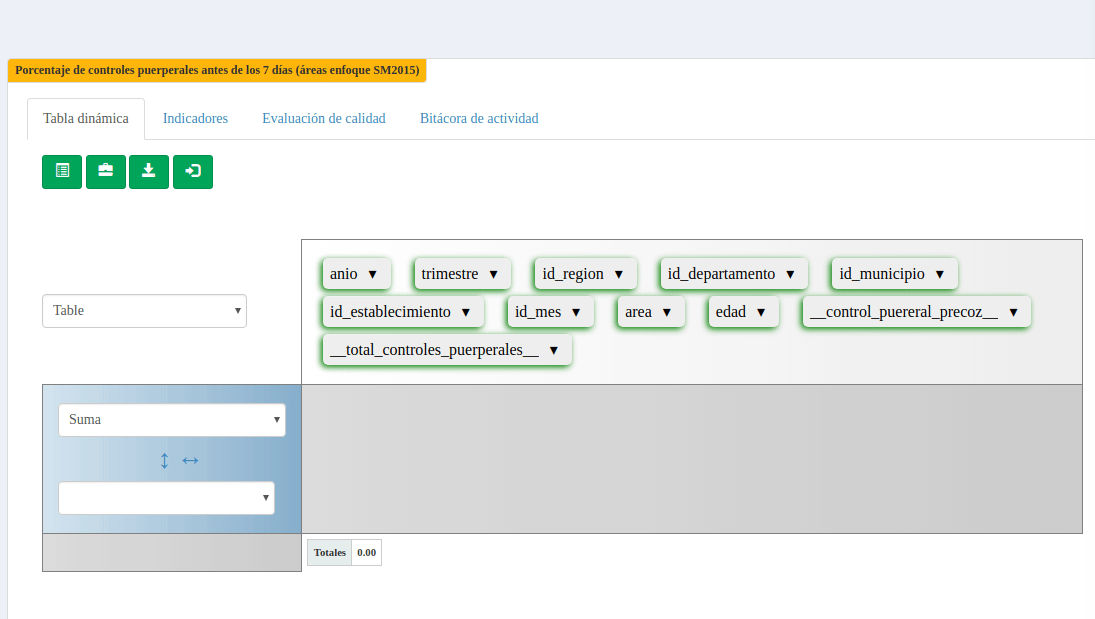 Porcentaje de controles puerperales antes de los 7 días (áreas enfoque SM2015)
Tabla dinámica Indicadores Evaluación de calidad Bitácora de actividad
anio ▼ trimestre ▼ id_region ▼ id_departamento ▼ id_municipio ▼
Table
id_establecimiento ▼ id_mes ▼ area ▼ edad ▼ __control_puereral_precoz__ ▼
__total_controles_puerperales__ ▼
Suma
↕ ↔
Totales 0.00